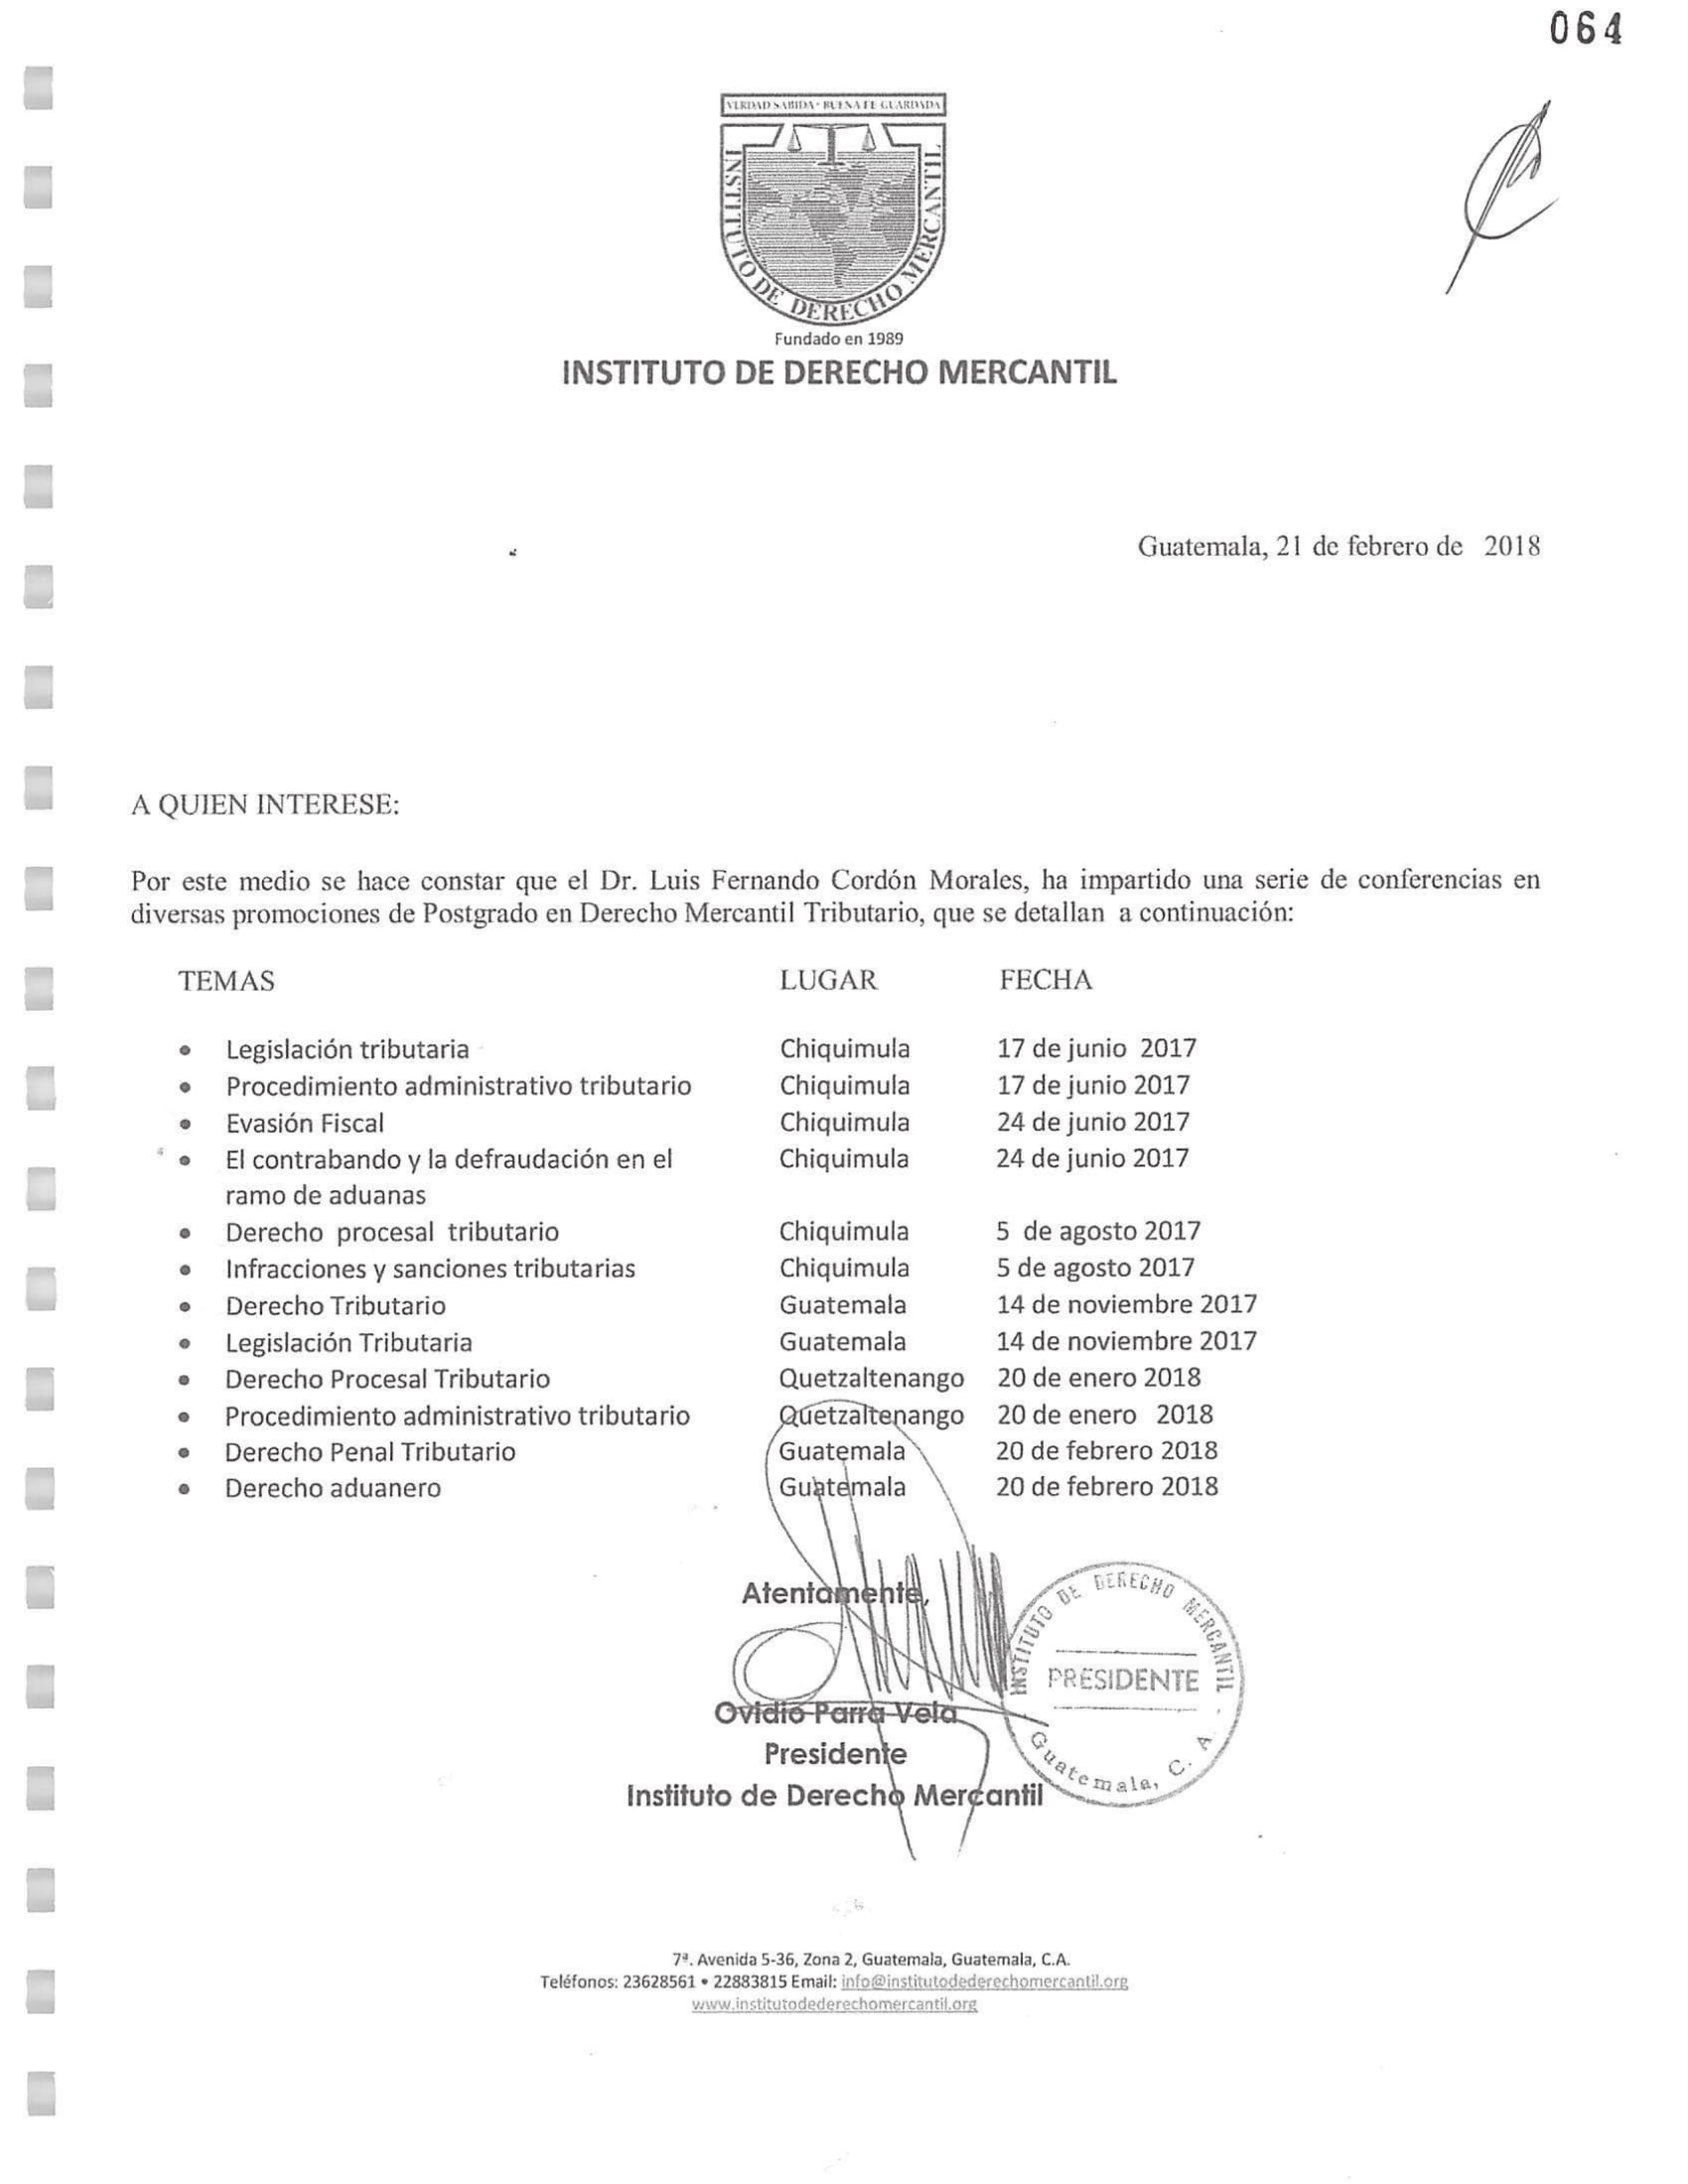 064
VERDAD SABIDA - BUENA FE GUARDADA
INSTITUTO DE DERECHO MERCANTIL
Fundado en 1989
INSTITUTO DE DERECHO MERCANTIL
Guatemala, 21 de febrero de 2018
A QUIEN INTERESE:
Por este medio se hace constar que el Dr. Luis Fernando Cordón Morales, ha impartido una serie de conferencias en
diversas promociones de Postgrado en Derecho Mercantil Tributario, que se detallan a continuación:
TEMAS LUGAR FECHA
• Legislación tributaria Chiquimula 17 de junio 2017
• Procedimiento administrativo tributario Chiquimula 17 de junio 2017
• Evasión Fiscal Chiquimula 24 de junio 2017
• El contrabando y la defraudación en el Chiquimula 24 de junio 2017
ramo de aduanas
• Derecho procesal tributario Chiquimula 5 de agosto 2017
• Infracciones y sanciones tributarias Chiquimula 5 de agosto 2017
• Derecho Tributario Guatemala 14 de noviembre 2017
• Legislación Tributaria Guatemala 14 de noviembre 2017
• Derecho Procesal Tributario Quetzaltenango 20 de enero 2018
• Procedimiento administrativo tributario Quetzaltenango 20 de enero 2018
• Derecho Penal Tributario Guatemala 20 de febrero 2018
• Derecho aduanero Guatemala 20 de febrero 2018
Atentamente,
Ovidio Parra Vela
Presidente
Instituto de Derecho Mercantil
INSTITUTO DE DERECHO MERCANTIL -
PRESIDENTE
Guatemala, C. A.
7ª. Avenida 5-36, Zona 2, Guatemala, Guatemala, C.A.
Teléfonos: 23628561 • 22883815 Email: info@institutodederechomercantil.org
www.institutodederechomercantil.org